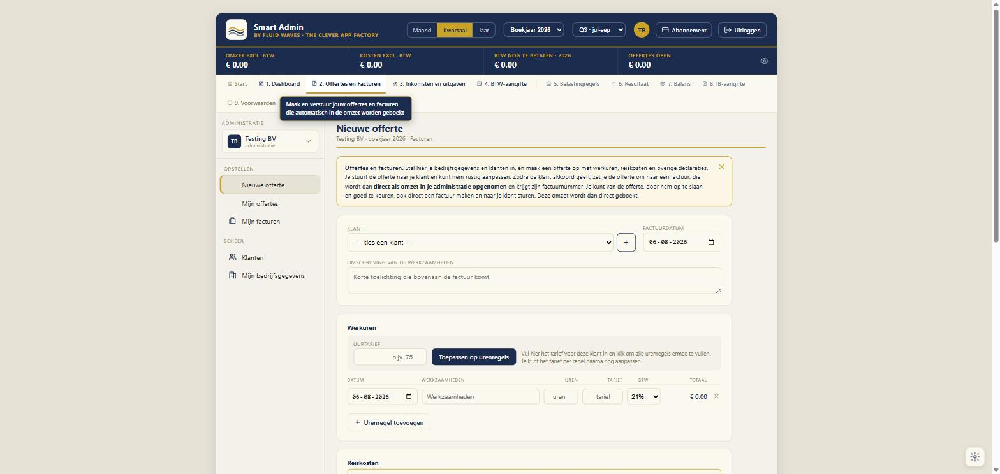 Smart Admin
BY FLUID WAVES · THE CLEVER APP FACTORY
Maand Kwartaal Jaar
Boekjaar 2026
Q3 · jul-sep
TB
Abonnement
Uitloggen
OMZET EXCL. BTW
€ 0,00
KOSTEN EXCL. BTW
€ 0,00
BTW NOG TE BETALEN · 2026
€ 0,00
OFFERTES OPEN
€ 0,00
Start
1. Dashboard
2. Offertes en Facturen
3. Inkomsten en uitgaven
4. BTW-aangifte
5. Belastingregels
6. Resultaat
7. Balans
8. IB-aangifte
9. Voorwaarden
Maak en verstuur jouw offertes en facturen
die automatisch in de omzet worden geboekt
ADMINISTRATIE
TB
Testing BV
administratie
OPSTELLEN
Nieuwe offerte
Mijn offertes
Mijn facturen
BEHEER
Klanten
Mijn bedrijfsgegevens
Nieuwe offerte
Testing BV · boekjaar 2026 · Facturen
Offertes en facturen. Stel hier je bedrijfsgegevens en klanten in, en maak een offerte op met werkuren, reiskosten en overige declaraties.
Je stuurt de offerte naar je klant en kunt hem rustig aanpassen. Zodra de klant akkoord geeft, zet je de offerte om naar een factuur: die
wordt dan direct als omzet in je administratie opgenomen en krijgt zijn factuurnummer. Je kunt van de offerte, door hem op te slaan
en goed te keuren, ook direct een factuur maken en naar je klant sturen. Deze omzet wordt dan direct geboekt.
KLANT
— kies een klant —
+
FACTUURDATUM
06-08-2026
OMSCHRIJVING VAN DE WERKZAAMHEDEN
Korte toelichting die bovenaan de factuur komt
Werkuren
UURTARIEF
bijv. 75
Toepassen op urenregels
Vul hier het tarief voor deze klant in en klik om alle urenregels ermee te vullen.
Je kunt het tarief per regel daarna nog aanpassen.
DATUM WERKZAAMHEDEN UREN TARIEF BTW TOTAAL
06-08-2026 Werkzaamheden uren tarief 21% € 0,00
+ Urenregel toevoegen
Reiskosten